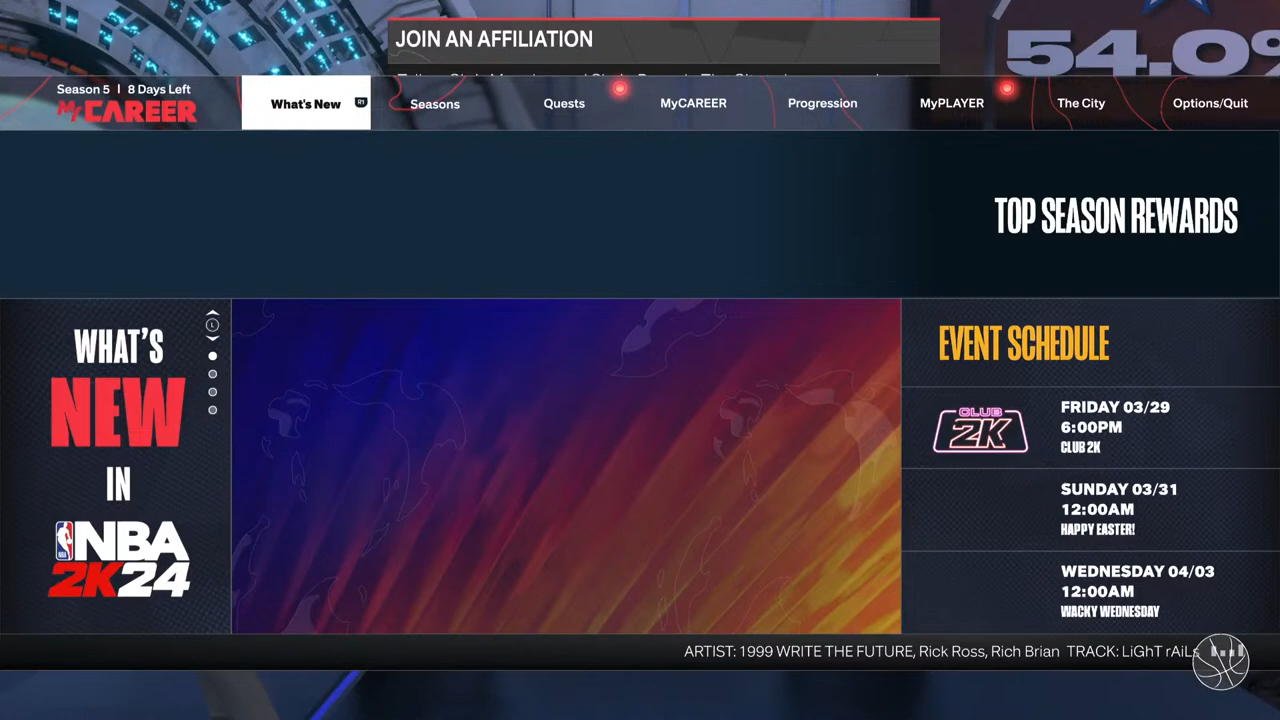 JOIN AN AFFILIATION
54.0%
Season 5 | 8 Days Left
MyCAREER
What's New
R1
Seasons
Quests
MyCAREER
Progression
MyPLAYER
The City
Options/Quit
TOP SEASON REWARDS
WHAT'S
NEW
IN
NBA
NBA
2K24
L
EVENT SCHEDULE
CLUB
2K
FRIDAY 03/29
6:00PM
CLUB 2K
SUNDAY 03/31
12:00AM
HAPPY EASTER!
WEDNESDAY 04/03
12:00AM
WACKY WEDNESDAY
ARTIST: 1999 WRITE THE FUTURE, Rick Ross, Rich Brian TRACK: LiGhT rAiLs